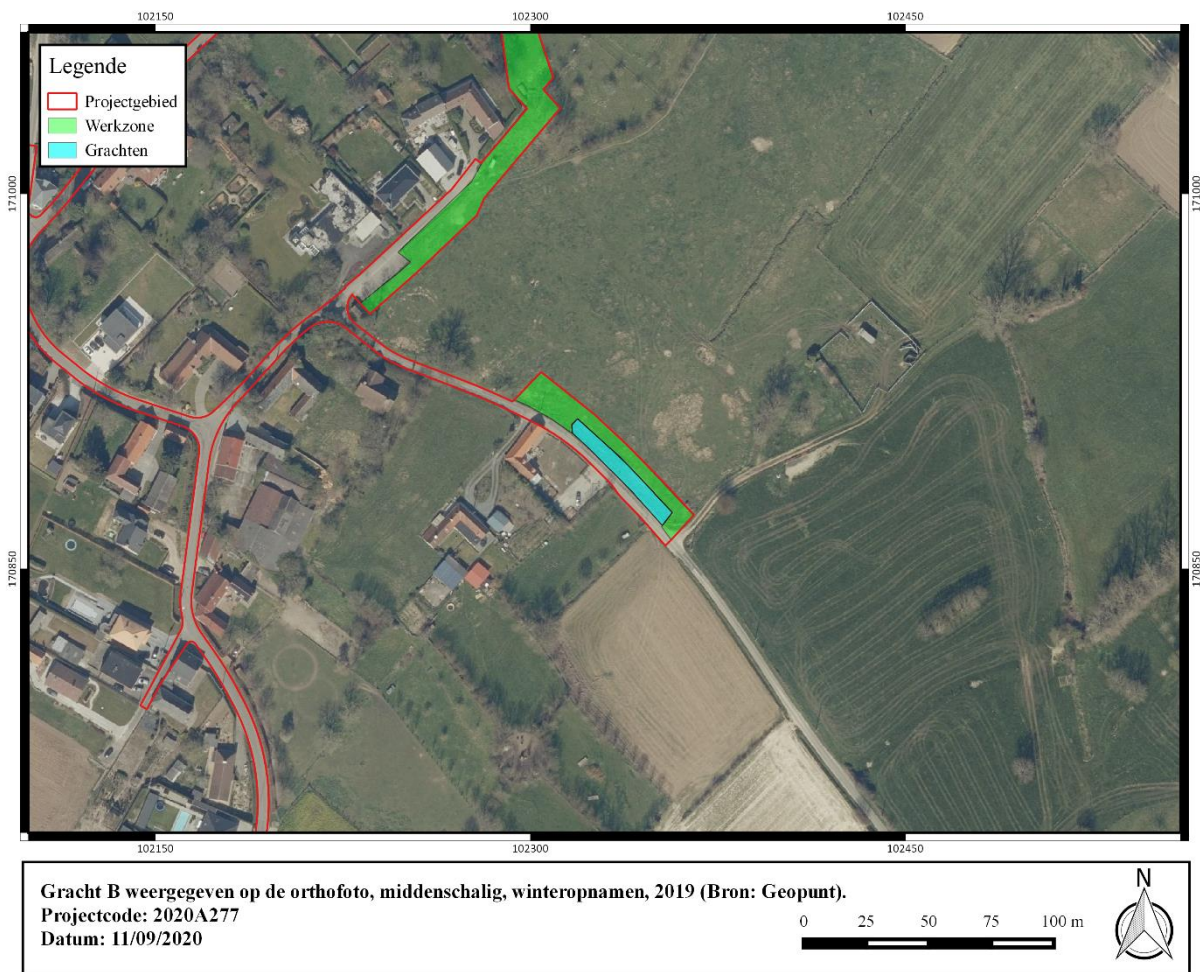 102150 102300 102450
Legende
Projectgebied
Werkzone
Grachten
171000 171000
170850 170850
102150 102300 102450
Gracht B weergegeven op de orthofoto, middenschalig, winteropnamen, 2019 (Bron: Geopunt).
Projectcode: 2020A277
Datum: 11/09/2020
0 25 50 75 100 m
N